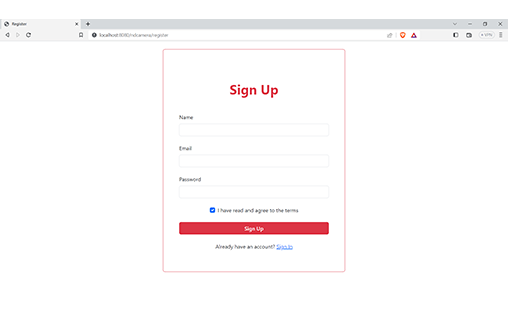 Register
localhost:8080/ndcamera/register
Sign Up
Name
Email
Password
I have read and agree to the terms
Sign Up
Already have an account? Sign In